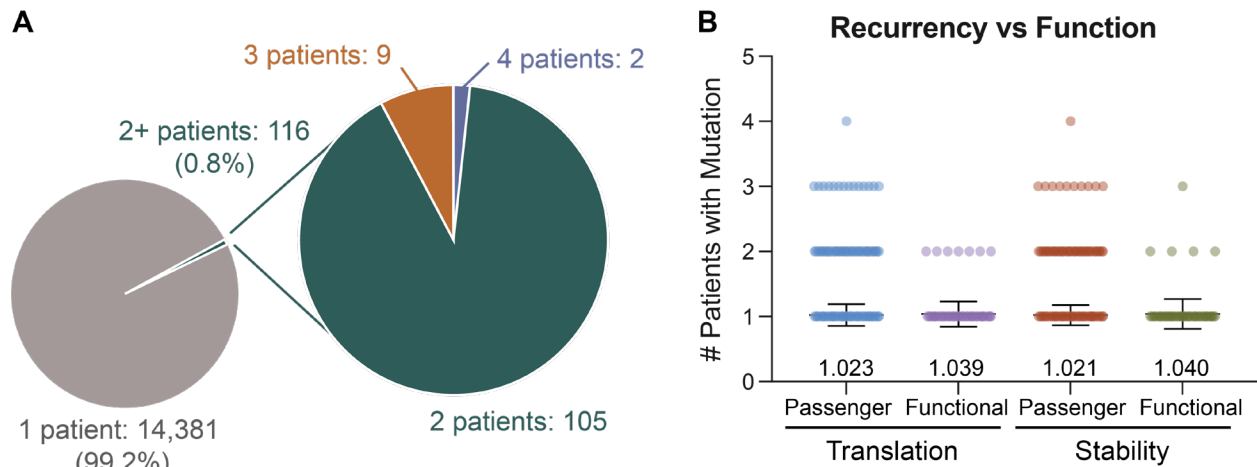 A
3 patients: 9
4 patients: 2
2+ patients: 116
(0.8%)
1 patient: 14,381
(99.2%)
2 patients: 105
B
Recurrency vs Function
# Patients with Mutation
5
4
3
2
1
0
1.023 1.039 1.021 1.040
Passenger Functional Passenger Functional
Translation Stability